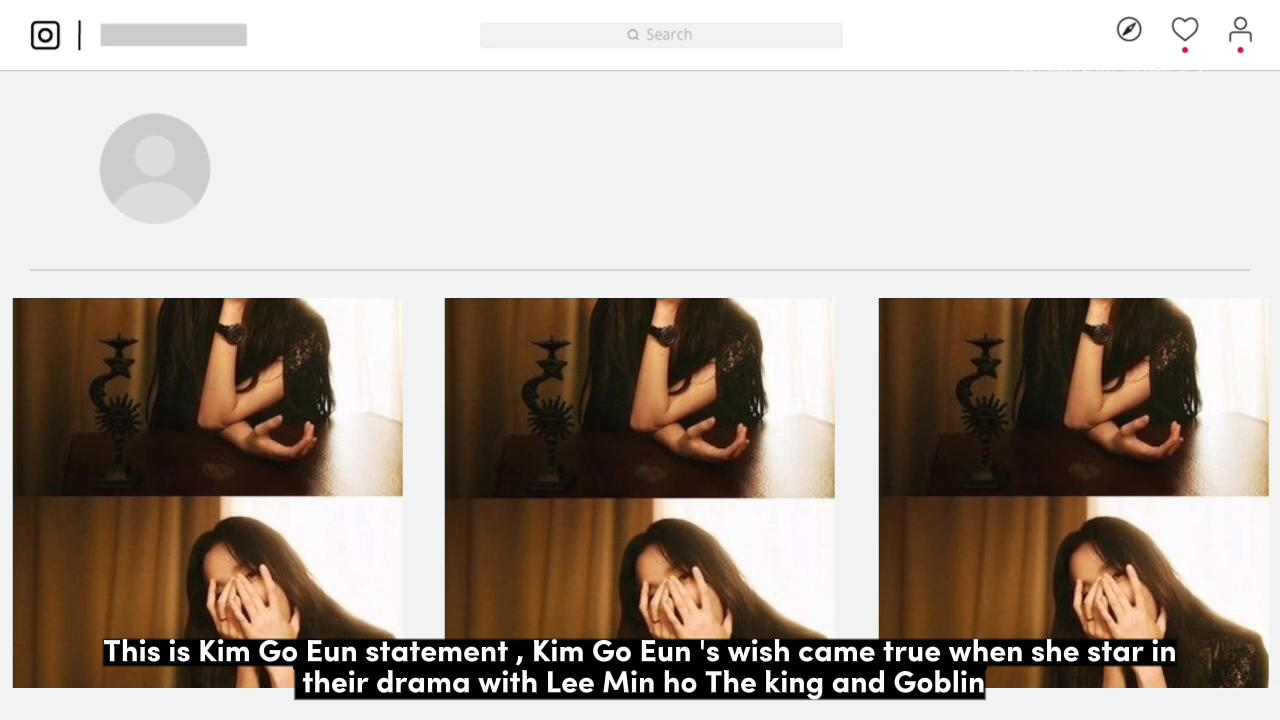 Search
This is Kim Go Eun statement , Kim Go Eun 's wish came true when she star in
their drama with Lee Min ho The king and Goblin